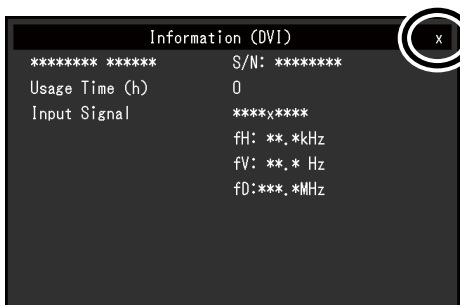 Information (DVI) x
******** ****** S/N: ********
Usage Time (h) 0
Input Signal ****x****
fH: **.*kHz
fV: **.* Hz
fD:***.*MHz